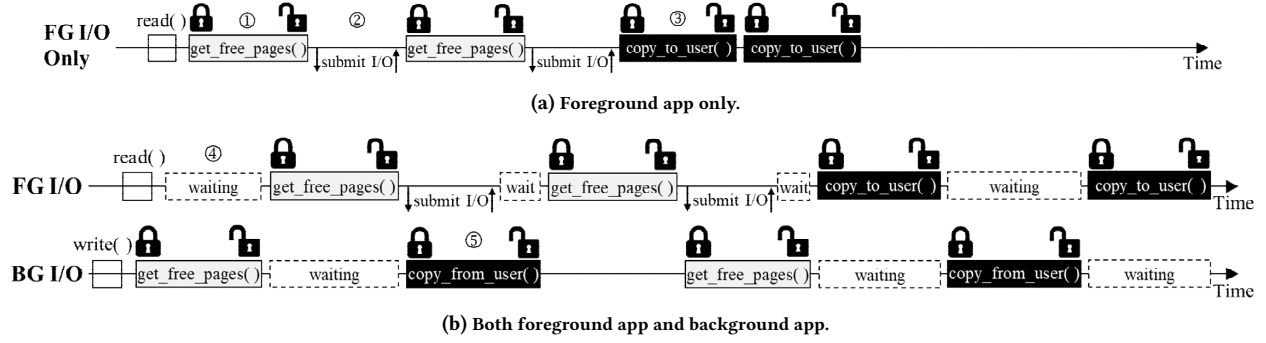 read( ) ① ② ③
FG I/O Only get_free_pages( ) submit I/O get_free_pages( ) submit I/O copy_to_user( ) copy_to_user( ) Time
(a) Foreground app only.
read( ) ④
FG I/O waiting get_free_pages( ) submit I/O wait get_free_pages( ) submit I/O wait copy_to_user( ) waiting copy_to_user( ) Time
write( ) ⑤
BG I/O get_free_pages( ) waiting copy_from_user( ) get_free_pages( ) waiting copy_from_user( ) waiting Time
(b) Both foreground app and background app.